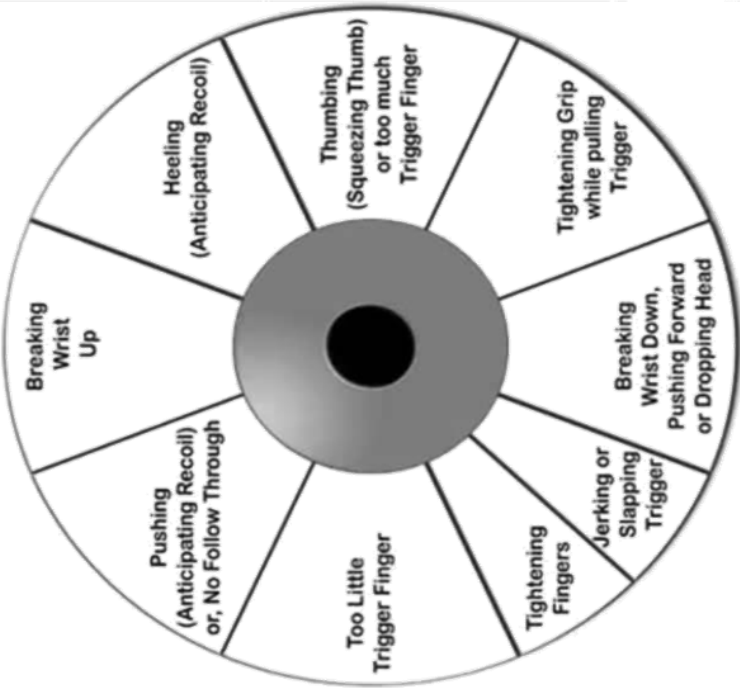 Breaking
Wrist
Up
Heeling
(Anticipating Recoil)
Thumbing
(Squeezing Thumb)
or too much
Trigger Finger
Tightening Grip
while pulling
Trigger
Breaking
Wrist Down,
Pushing Forward
or Dropping Head
Jerking or
Slapping
Trigger
Tightening
Fingers
Too Little
Trigger Finger
Pushing
(Anticipating Recoil)
or, No Follow Through